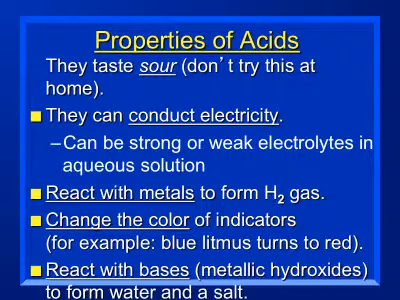 Properties of Acids
They taste sour (don’t try this at
home).
They can conduct electricity.
–Can be strong or weak electrolytes in
aqueous solution
React with metals to form H₂ gas.
Change the color of indicators
(for example: blue litmus turns to red).
React with bases (metallic hydroxides)
to form water and a salt.